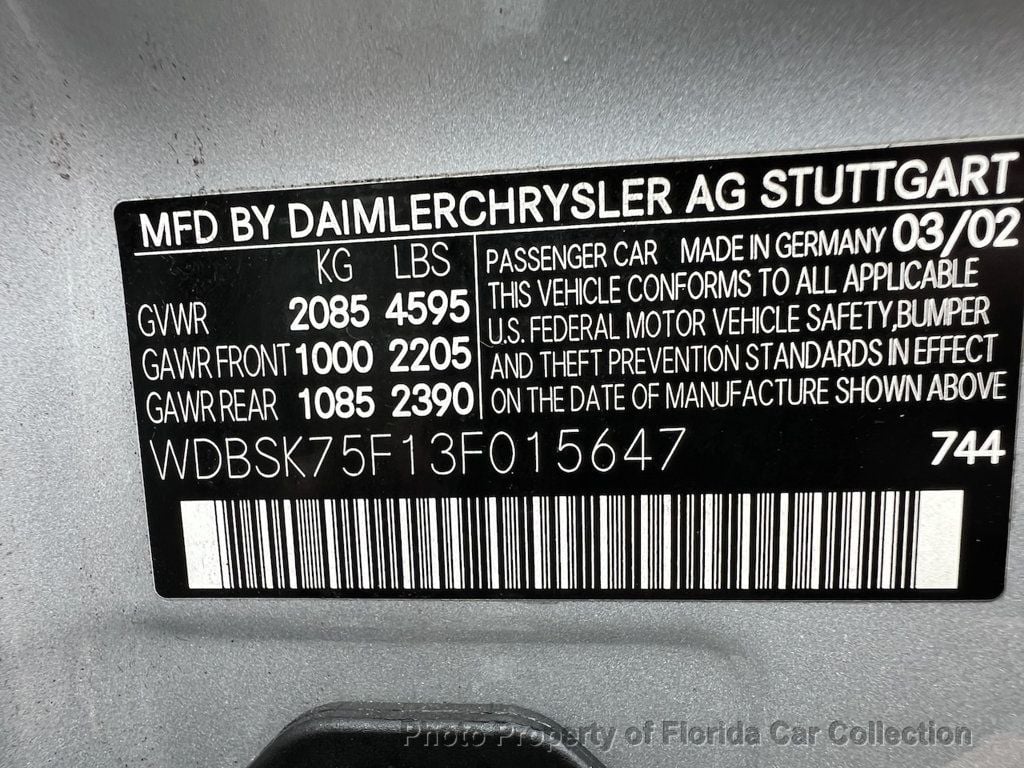 MFD BY DAIMLERCHRYSLER AG STUTTGART
KG LBS
GVWR 2085 4595
GAWR FRONT 1000 2205
GAWR REAR 1085 2390
PASSENGER CAR MADE IN GERMANY 03/02
THIS VEHICLE CONFORMS TO ALL APPLICABLE
U.S. FEDERAL MOTOR VEHICLE SAFETY,BUMPER
AND THEFT PREVENTION STANDARDS IN EFFECT
ON THE DATE OF MANUFACTURE SHOWN ABOVE
WDBSK75F13F015647 744
Photo Property of Florida Car Collection